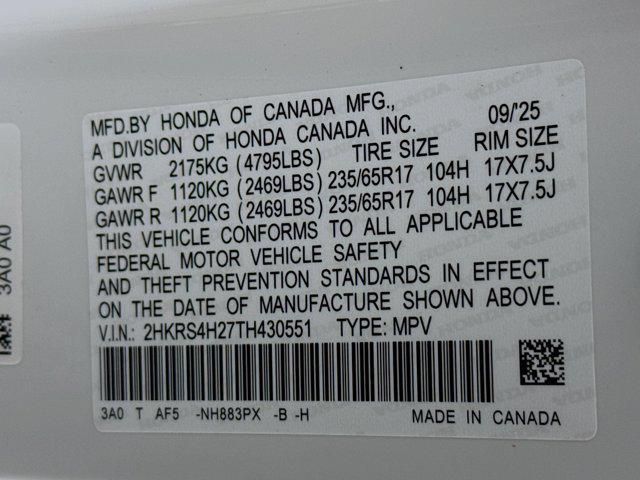 MFD.BY HONDA OF CANADA MFG.,
A DIVISION OF HONDA CANADA INC. 09/'25
GVWR 2175KG (4795LBS) TIRE SIZE RIM SIZE
GAWR F 1120KG (2469LBS) 235/65R17 104H 17X7.5J
GAWR R 1120KG (2469LBS) 235/65R17 104H 17X7.5J
THIS VEHICLE CONFORMS TO ALL APPLICABLE
FEDERAL MOTOR VEHICLE SAFETY
AND THEFT PREVENTION STANDARDS IN EFFECT
ON THE DATE OF MANUFACTURE SHOWN ABOVE.
V.I.N.: 2HKRS4H27TH430551 TYPE: MPV
3A0 T AF5 -NH883PX -B -H MADE IN CANADA
3A0 A0